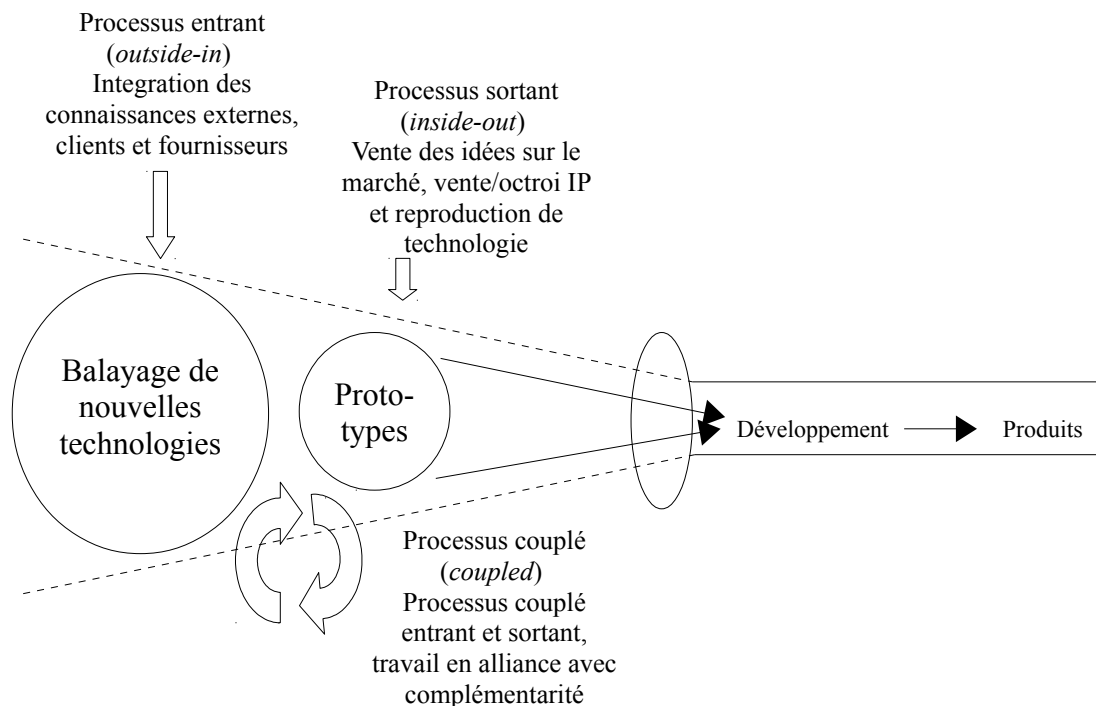 Processus entrant
(outside-in)
Integration des
connaissances externes,
clients et fournisseurs
Processus sortant
(inside-out)
Vente des idées sur le
marché, vente/octroi IP
et reproduction de
technologie
Balayage de
nouvelles
technologies
Proto-
types
Développement
Produits
Processus couplé
(coupled)
Processus couplé
entrant et sortant,
travail en alliance avec
complémentarité